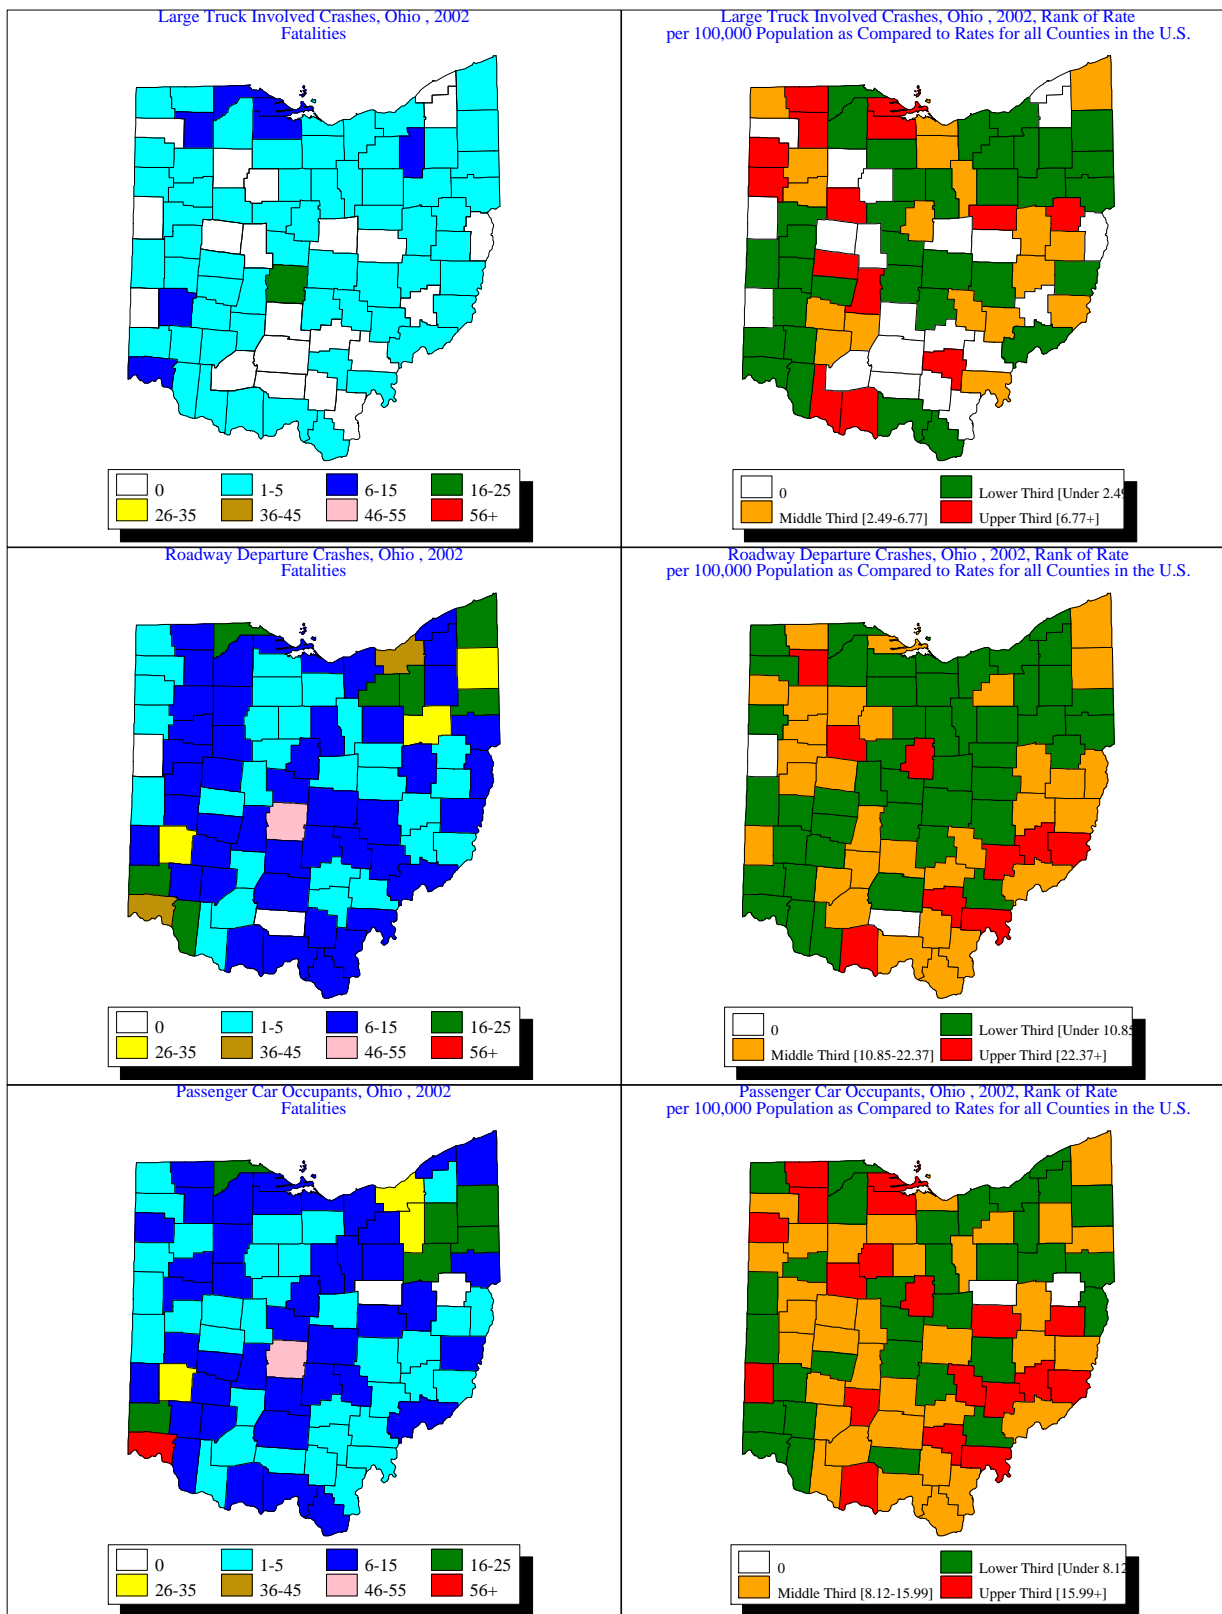 Large Truck Involved Crashes, Ohio , 2002
Fatalities
0
1-5
6-15
16-25
26-35
36-45
46-55
56+
Large Truck Involved Crashes, Ohio , 2002, Rank of Rate
per 100,000 Population as Compared to Rates for all Counties in the U.S.
0
Lower Third [Under 2.49
Middle Third [2.49-6.77]
Upper Third [6.77+]
Roadway Departure Crashes, Ohio , 2002
Fatalities
0
1-5
6-15
16-25
26-35
36-45
46-55
56+
Roadway Departure Crashes, Ohio , 2002, Rank of Rate
per 100,000 Population as Compared to Rates for all Counties in the U.S.
0
Lower Third [Under 10.85
Middle Third [10.85-22.37]
Upper Third [22.37+]
Passenger Car Occupants, Ohio , 2002
Fatalities
0
1-5
6-15
16-25
26-35
36-45
46-55
56+
Passenger Car Occupants, Ohio , 2002, Rank of Rate
per 100,000 Population as Compared to Rates for all Counties in the U.S.
0
Lower Third [Under 8.12
Middle Third [8.12-15.99]
Upper Third [15.99+]